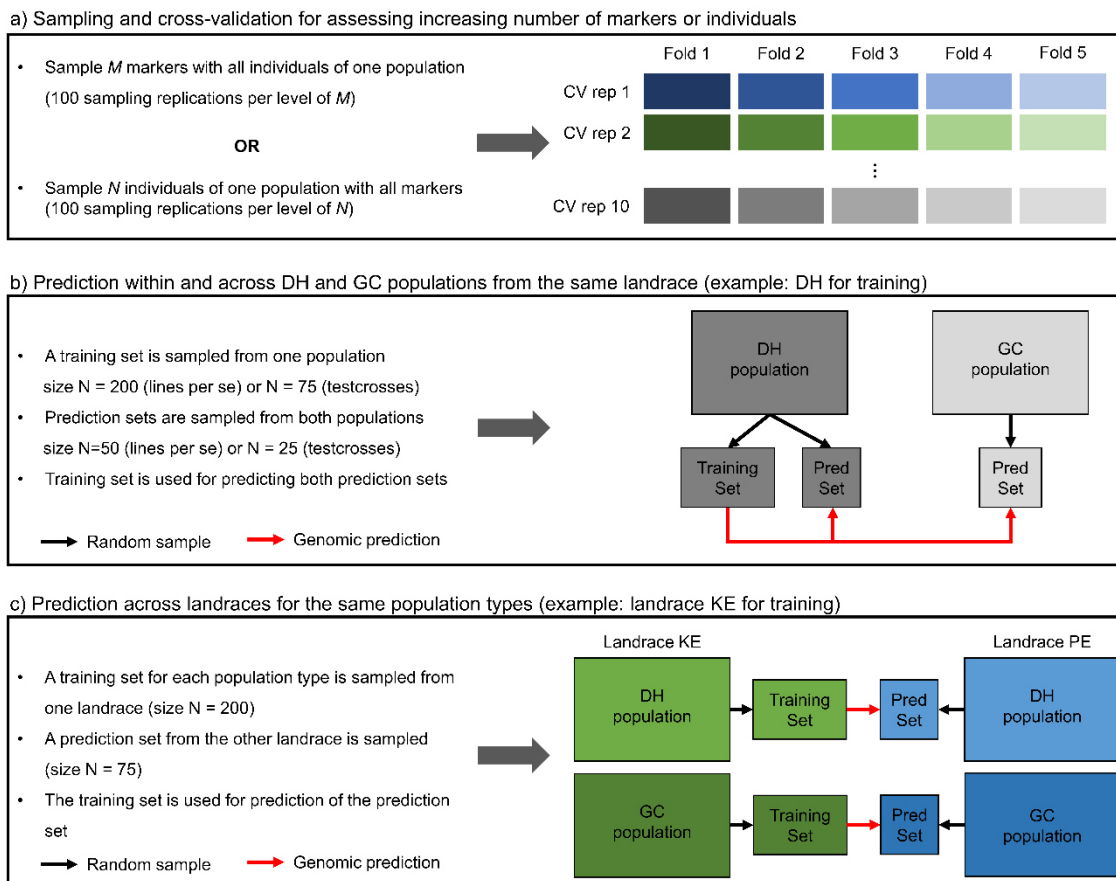 a) Sampling and cross-validation for assessing increasing number of markers or individuals
• Sample M markers with all individuals of one population
(100 sampling replications per level of M)
OR
• Sample N individuals of one population with all markers
(100 sampling replications per level of N)
Fold 1 Fold 2 Fold 3 Fold 4 Fold 5
CV rep 1
CV rep 2
⋮
CV rep 10
b) Prediction within and across DH and GC populations from the same landrace (example: DH for training)
• A training set is sampled from one population
size N = 200 (lines per se) or N = 75 (testcrosses)
• Prediction sets are sampled from both populations
size N=50 (lines per se) or N = 25 (testcrosses)
• Training set is used for predicting both prediction sets
Random sample Genomic prediction
DH
population
GC
population
Training
Set
Pred
Set
Pred
Set
c) Prediction across landraces for the same population types (example: landrace KE for training)
• A training set for each population type is sampled from
one landrace (size N = 200)
• A prediction set from the other landrace is sampled
(size N = 75)
• The training set is used for prediction of the prediction
set
Random sample Genomic prediction
Landrace KE Landrace PE
DH
population
Training
Set
Pred
Set
DH
population
GC
population
Training
Set
Pred
Set
GC
population